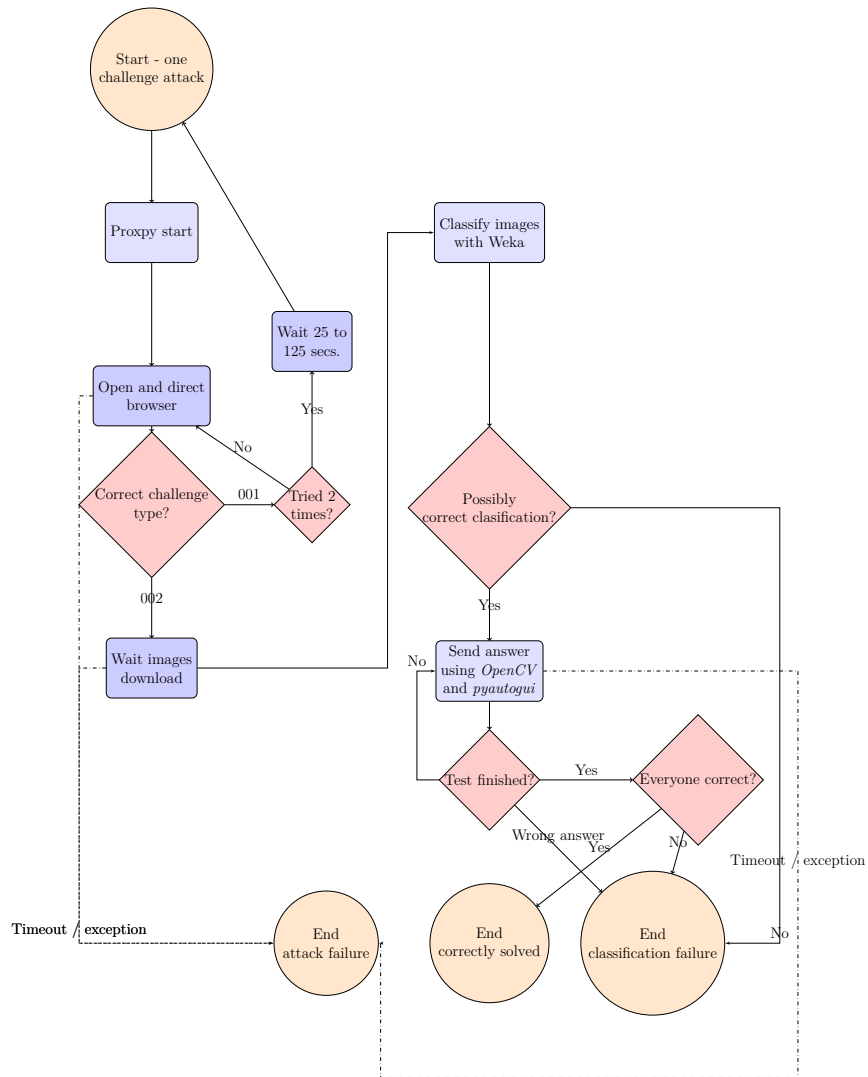 Start - one
challenge attack
Proxpy start
Classify images
with Weka
Wait 25 to
125 secs.
Open and direct
browser
Yes
No
Correct challenge
type?
001
Tried 2
times?
Possibly
correct clasification?
002
Yes
Wait images
download
No
Send answer
using OpenCV
and pyautogui
Test finished?
Yes
Everyone correct?
Wrong answer
Yes
No
Timeout / exception
Timeout / exception
End
attack failure
End
correctly solved
End
classification failure
No